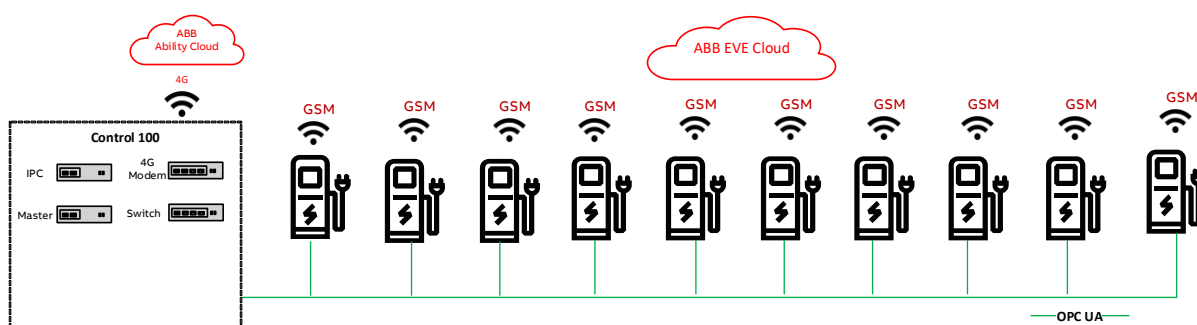 ABB
Ability Cloud
4G
ABB EVE Cloud
GSM
GSM
GSM
GSM
GSM
GSM
GSM
GSM
GSM
GSM
Control 100
IPC
4G
Modem
Master
Switch
OPC UA